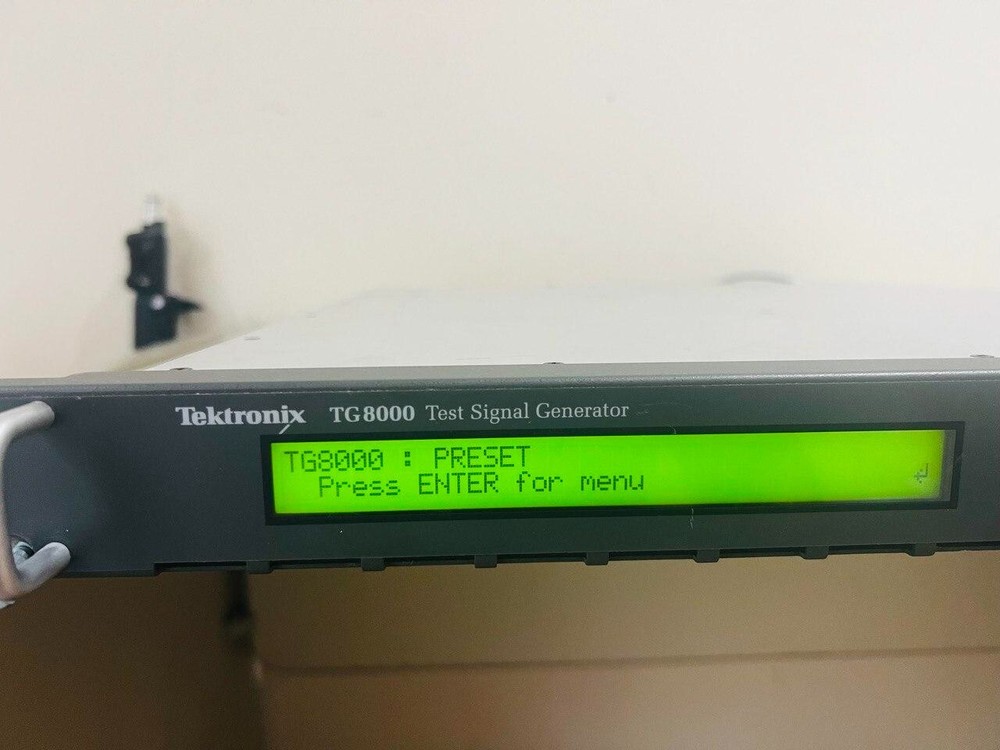 Tektronix TG8000 Test Signal Generator
TG8000 : PRESET
Press ENTER for menu